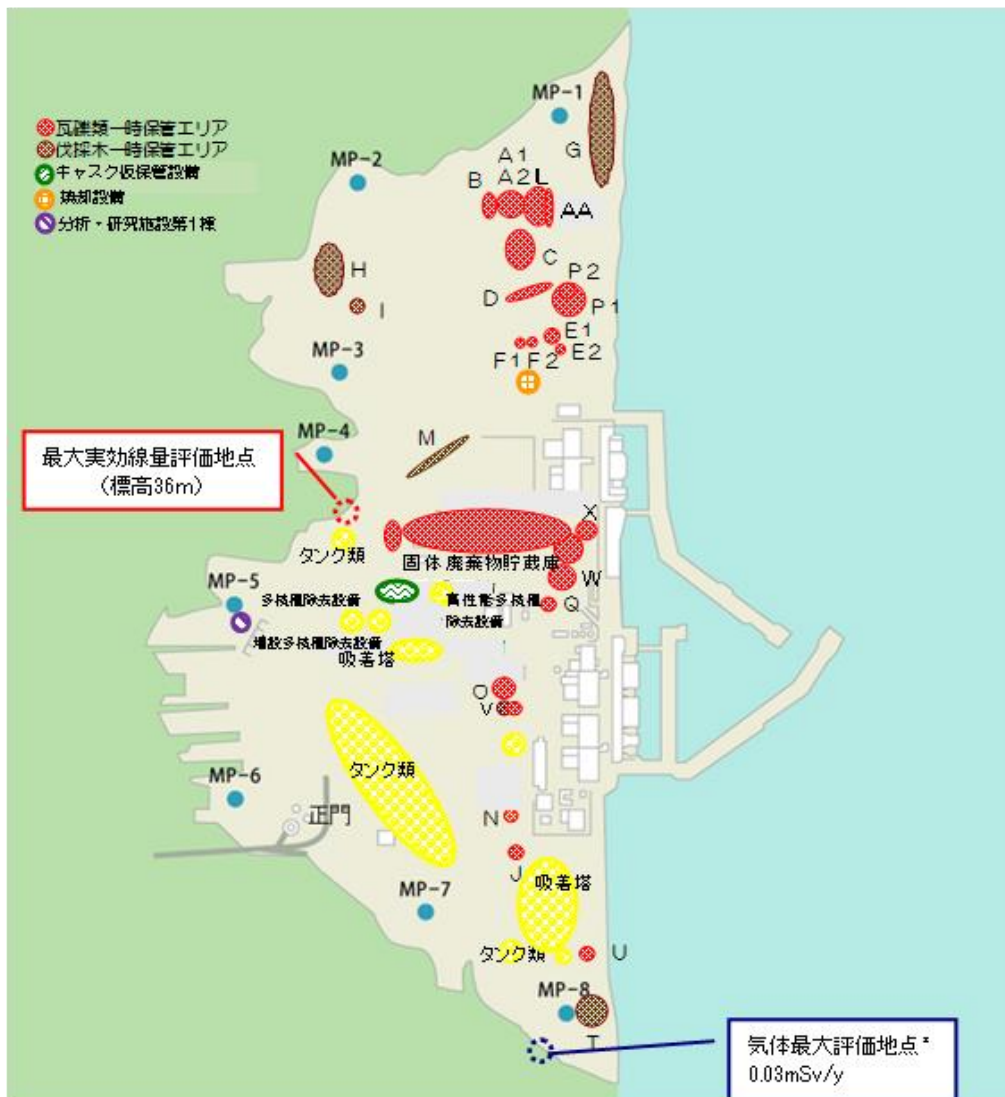 MP-1
瓦礫類一時保管エリア
伐採木一時保管エリア
キャスク仮保管設備
焼却設備
分析・研究施設第1棟
MP-2
A1
A2 L
B
G
AA
C
H
I
P2
D
P1
E1
E2
F1 F2
MP-3
MP-4
M
最大実効線量評価地点
(標高36m)
X
タンク類
固体廃棄物貯蔵庫
W
MP-5
多核種除去設備
高性能多核種
除去設備
Q
増設多核種除去設備
吸着塔
O
V
タンク類
MP-6
正門
N
J
吸着塔
MP-7
タンク類
U
MP-8
T
気体最大評価地点
0.03mSv/y